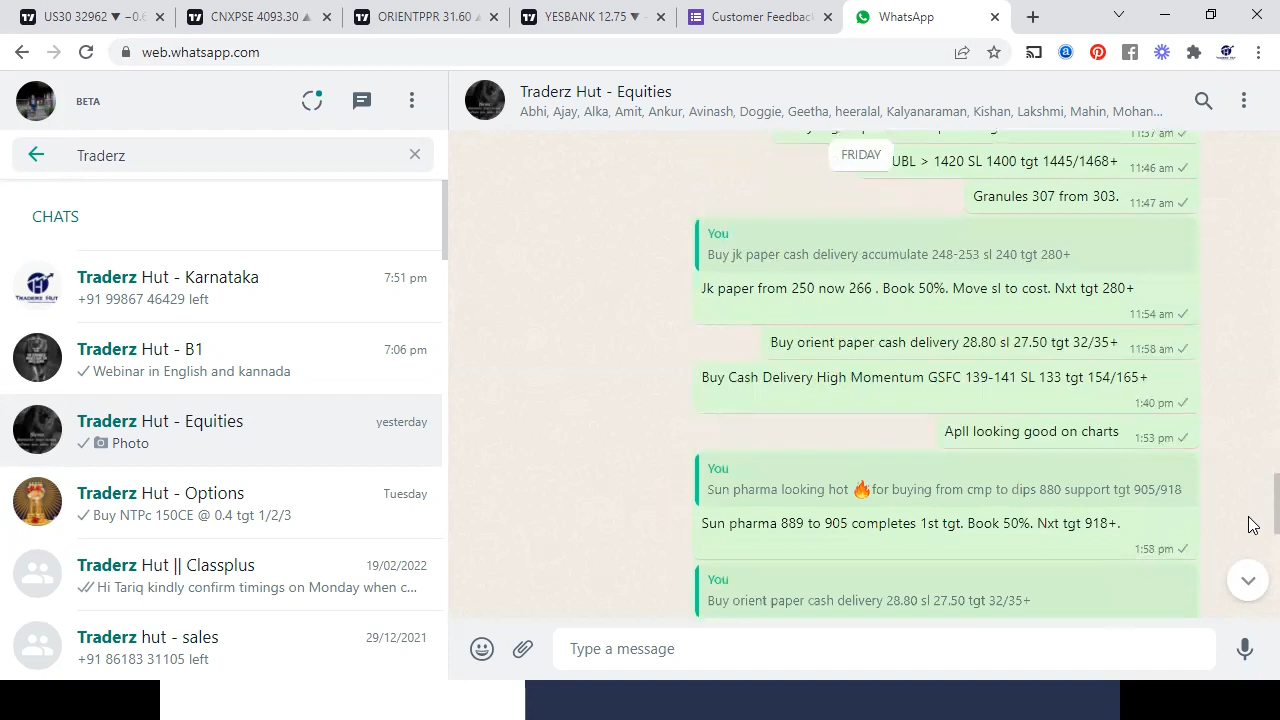 US30 32962 ▼ −0.6
CNXPSE 4093.30 ▲
ORIENTPPR 31.60 ▲
YESBANK 12.75 ▼ -
Customer Feedbac
WhatsApp
web.whatsapp.com
BETA
Traderz
CHATS
Traderz Hut - Karnataka 7:51 pm
+91 99867 46429 left
Traderz Hut - B1 7:06 pm
Webinar in English and kannada
Traderz Hut - Equities yesterday
Photo
Traderz Hut - Options Tuesday
Buy NTPc 150CE @ 0.4 tgt 1/2/3
Traderz Hut || Classplus 19/02/2022
Hi Tariq kindly confirm timings on Monday when c...
Traderz hut - sales 29/12/2021
+91 86183 31105 left
Traderz Hut - Equities
Abhi, Ajay, Alka, Amit, Ankur, Avinash, Doggie, Geetha, heeralal, Kalyanaraman, Kishan, Lakshmi, Mahin, Mohan...
11:37 am
FRIDAY
UBL > 1420 SL 1400 tgt 1445/1468+ 11:46 am
Granules 307 from 303. 11:47 am
You
Buy jk paper cash delivery accumulate 248-253 sl 240 tgt 280+
Jk paper from 250 now 266 . Book 50%. Move sl to cost. Nxt tgt 280+
11:54 am
Buy orient paper cash delivery 28.80 sl 27.50 tgt 32/35+ 11:58 am
Buy Cash Delivery High Momentum GSFC 139-141 SL 133 tgt 154/165+
1:40 pm
Apll looking good on charts 1:53 pm
You
Sun pharma looking hot 🔥for buying from cmp to dips 880 support tgt 905/918
Sun pharma 889 to 905 completes 1st tgt. Book 50%. Nxt tgt 918+.
1:58 pm
You
Buy orient paper cash delivery 28.80 sl 27.50 tgt 32/35+
Type a message